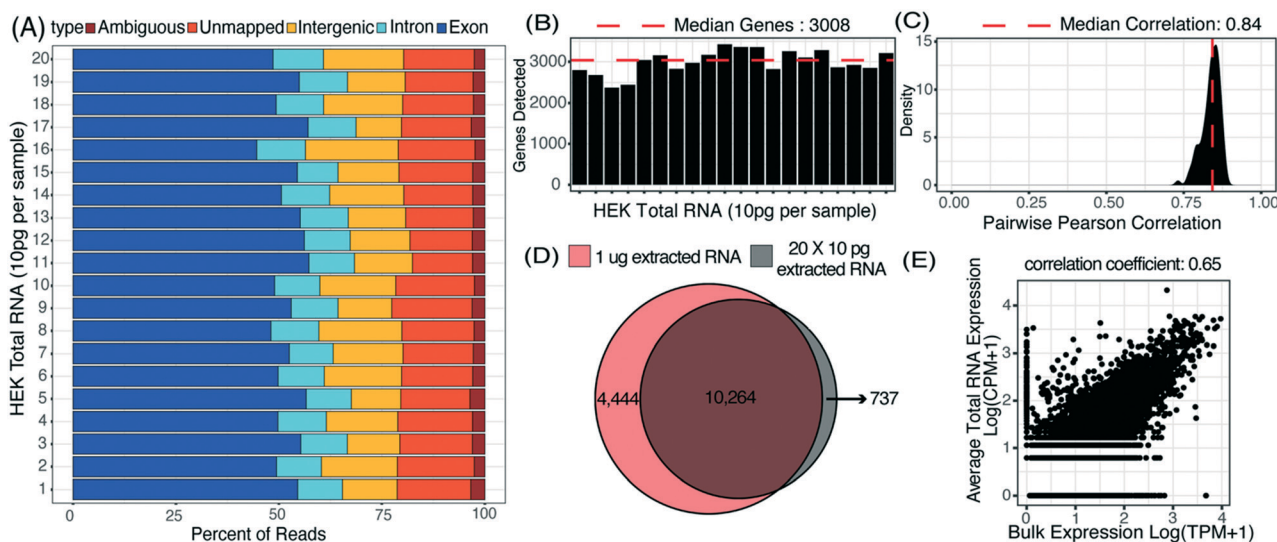 (A)
type Ambiguous Unmapped Intergenic Intron Exon
HEK Total RNA (10pg per sample)
20
19
18
17
16
15
14
13
12
11
10
9
8
7
6
5
4
3
2
1
0 25 50 75 100
Percent of Reads
(B)
Median Genes : 3008
Genes Detected
3000
2000
1000
0
HEK Total RNA (10pg per sample)
(C)
Median Correlation: 0.84
Density
15
10
5
0
0.00 0.25 0.50 0.75 1.00
Pairwise Pearson Correlation
(D)
1 ug extracted RNA
20 X 10 pg
extracted RNA
4,444
10,264
737
(E)
correlation coefficient: 0.65
Average Total RNA Expression
Log(CPM+1)
4
3
2
1
0
0 1 2 3 4
Bulk Expression Log(TPM+1)